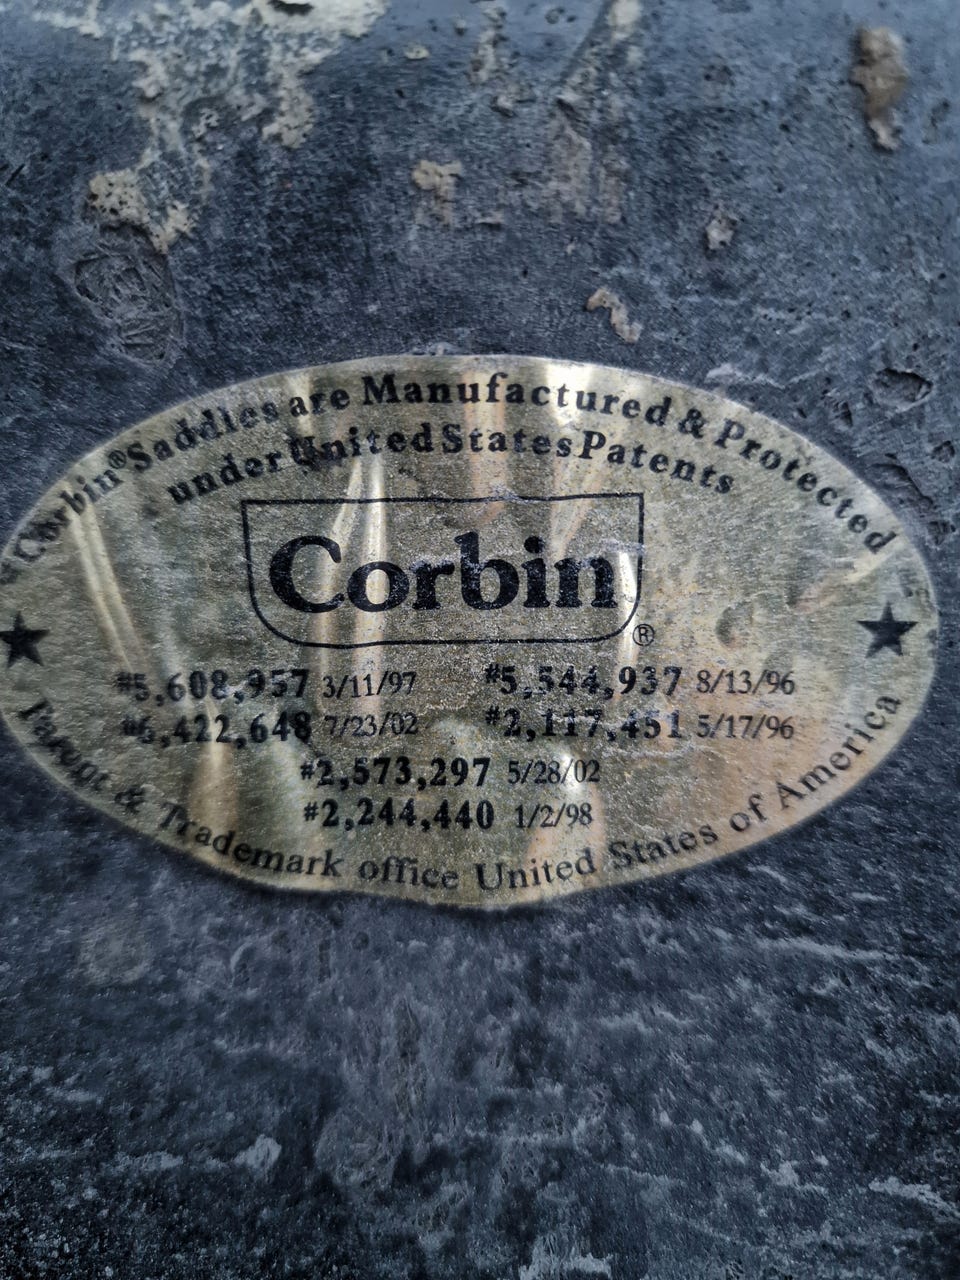 Corbin® Saddles are Manufactured & Protected
under United States Patents
Corbin
®
#5,608,957 3/11/97 #5,544,937 8/13/96
#6,422,648 7/23/02 #2,117,451 5/17/96
#2,573,297 5/28/02
#2,244,440 1/2/98
Patent & Trademark office United States of America